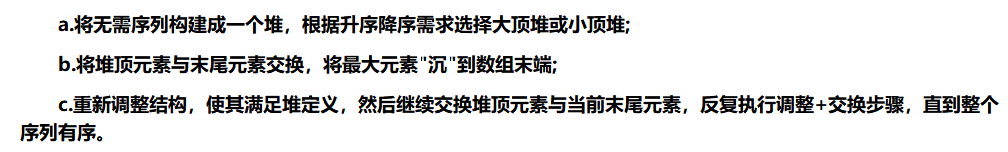 a.将无需序列构建成一个堆，根据升序降序需求选择大顶堆或小顶堆;
b.将堆顶元素与末尾元素交换，将最大元素"沉"到数组末端;
c.重新调整结构，使其满足堆定义，然后继续交换堆顶元素与当前末尾元素，反复执行调整+交换步骤，直到整个
序列有序。